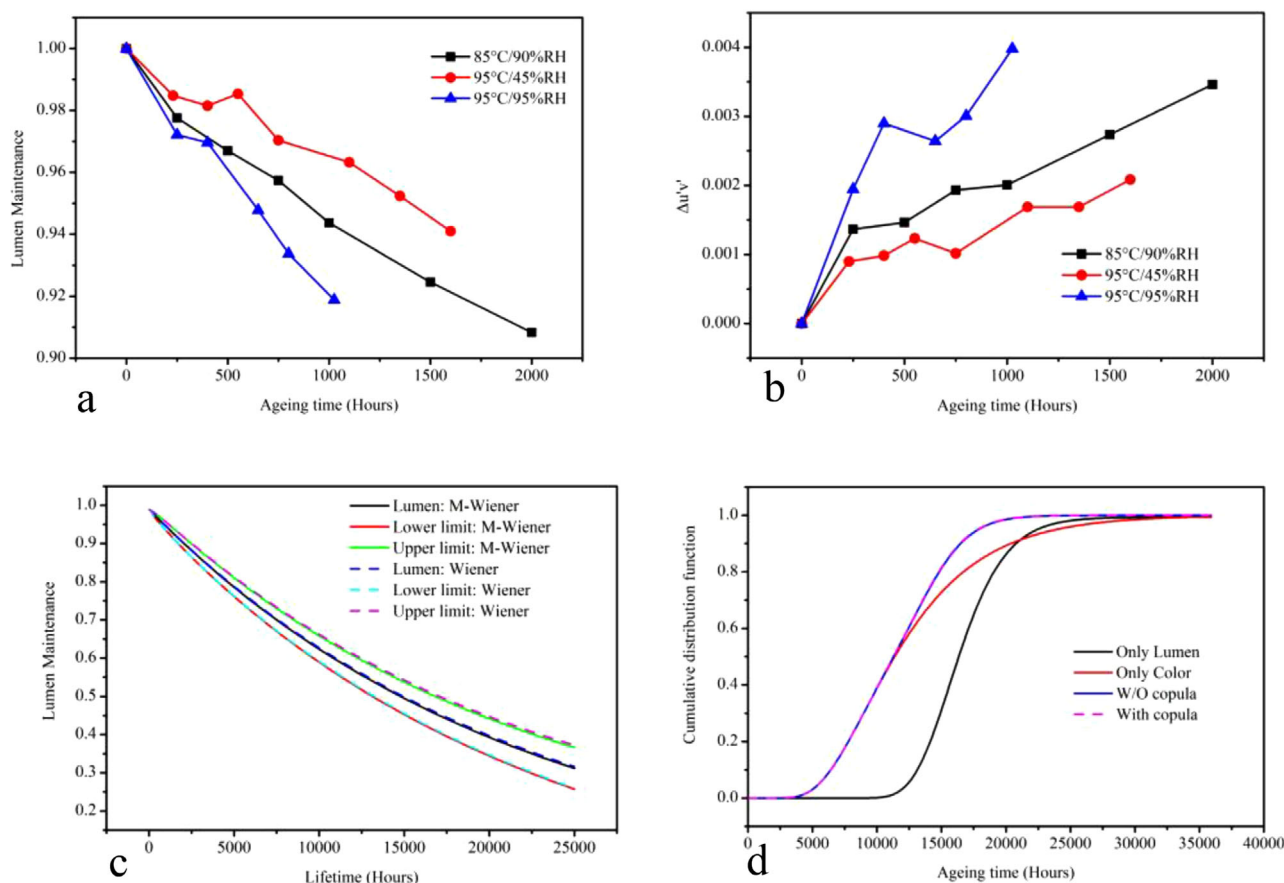 1.00
0.98
0.96
0.94
0.92
0.90
Lumen Maintenance
85°C/90%RH
95°C/45%RH
95°C/95%RH
0 500 1000 1500 2000
Ageing time (Hours)
a
0.004
0.003
0.002
0.001
0.000
Δu'v'
85°C/90%RH
95°C/45%RH
95°C/95%RH
0 500 1000 1500 2000
Ageing time (Hours)
b
1.0
0.9
0.8
0.7
0.6
0.5
0.4
0.3
0.2
Lumen Maintenance
Lumen: M-Wiener
Lower limit: M-Wiener
Upper limit: M-Wiener
Lumen: Wiener
Lower limit: Wiener
Upper limit: Wiener
0 5000 10000 15000 20000 25000
Lifetime (Hours)
c
1.0
0.8
0.6
0.4
0.2
0.0
Cumulative distribution function
Only Lumen
Only Color
W/O copula
With copula
0 5000 10000 15000 20000 25000 30000 35000 40000
Ageing time (Hours)
d